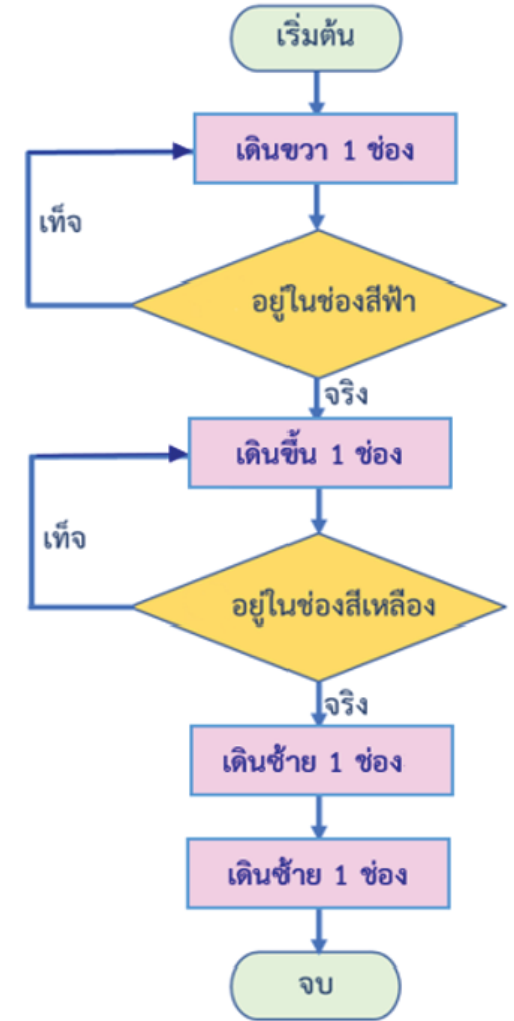 เริ่มต้น
เดินขวา 1 ช่อง
เท็จ
อยู่ในช่องสีฟ้า
จริง
เดินขึ้น 1 ช่อง
เท็จ
อยู่ในช่องสีเหลือง
จริง
เดินซ้าย 1 ช่อง
เดินซ้าย 1 ช่อง
จบ